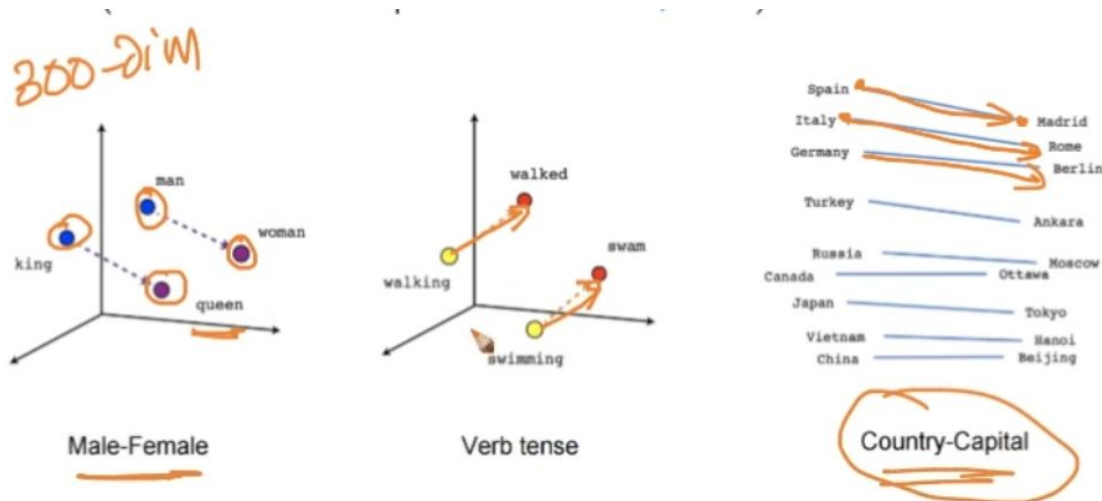 300-dim
man
woman
king
queen
Male-Female
walked
swam
walking
swimming
Verb tense
Spain Madrid
Italy Rome
Germany Berlin
Turkey Ankara
Russia Moscow
Canada Ottawa
Japan Tokyo
Vietnam Hanoi
China Beijing
Country-Capital